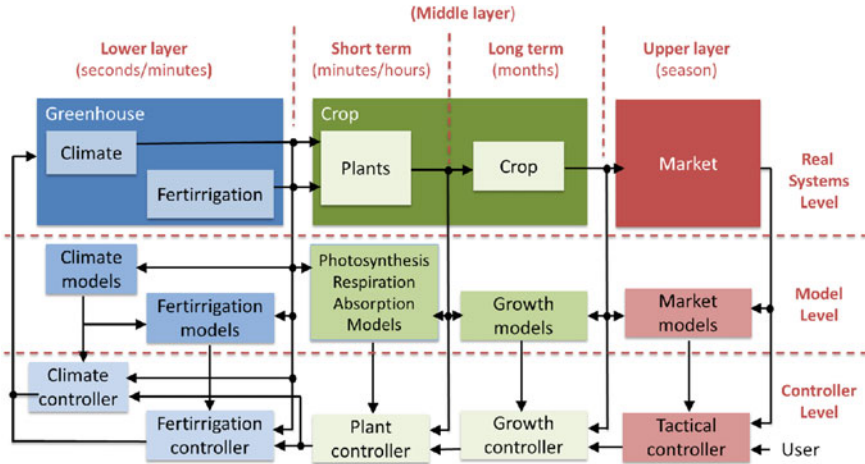 (Middle layer)
Lower layer
(seconds/minutes)
Short term
(minutes/hours)
Long term
(months)
Upper layer
(season)
Greenhouse
Climate
Fertirrigation
Crop
Plants
Crop
Market
Real
Systems
Level
Climate
models
Fertirrigation
models
Photosynthesis
Respiration
Absorption
Models
Growth
models
Market
models
Model
Level
Climate
controller
Fertirrigation
controller
Plant
controller
Growth
controller
Tactical
controller
Controller
Level
User